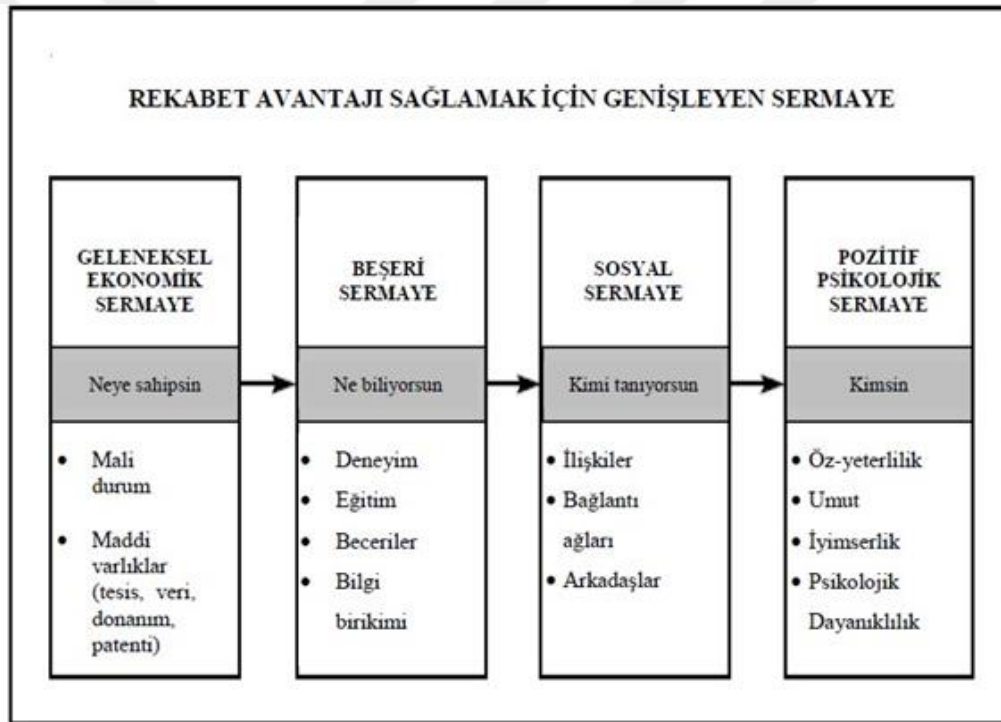 REKABET AVANTAJI SAĞLAMAK İÇİN GENİŞLEYEN SERMAYE
GELENEKSEL
EKONOMİK
SERMAYE
Neye sahipsin
• Mali
durum
• Maddi
varlıklar
(tesis, veri,
donanım,
patenti)
BEŞERİ
SERMAYE
Ne biliyorsun
• Deneyim
• Eğitim
• Beceriler
• Bilgi
birikimi
SOSYAL
SERMAYE
Kimi tanıyorsun
• İlişkiler
• Bağlantı
ağları
• Arkadaşlar
POZİTİF
PSİKOLOJİK
SERMAYE
Kimsin
• Öz-yeterlilik
• Umut
• İyimserlik
• Psikolojik
Dayanıklılık